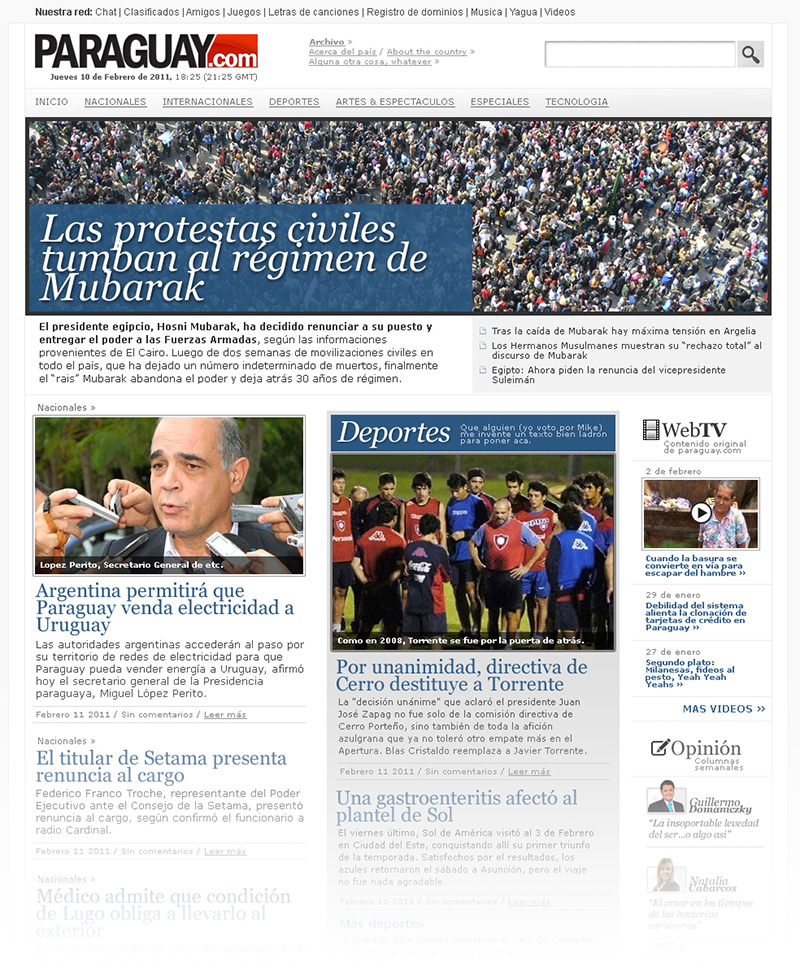 Nuestra red: Chat | Clasificados | Amigos | Juegos | Letras de canciones | Registro de dominios | Musica | Yagua | Videos
PARAGUAY.com
Jueves 10 de Febrero de 2011, 18:25 (21:25 GMT)
Archivo »
Acerca del país / About the country »
Alguna otra cosa, whatever »
INICIO NACIONALES INTERNACIONALES DEPORTES ARTES & ESPECTACULOS ESPECIALES TECNOLOGIA
Las protestas civiles
tumban al régimen de
Mubarak
El presidente egipcio, Hosni Mubarak, ha decidido renunciar a su puesto y
entregar el poder a las Fuerzas Armadas, según las informaciones
provenientes de El Cairo. Luego de dos semanas de movilizaciones civiles en
todo el país, que ha dejado un número indeterminado de muertos, finalmente
el “rais” Mubarak abandona el poder y deja atrás 30 años de régimen.
Tras la caída de Mubarak hay máxima tensión en Argelia
Los Hermanos Musulmanes muestran su “rechazo total” al
discurso de Mubarak
Egipto: Ahora piden la renuncia del vicepresidente
Suleimán
Nacionales »
Lopez Perito, Secretario General de etc.
Argentina permitirá que
Paraguay venda electricidad a
Uruguay
Las autoridades argentinas accederán al paso por
su territorio de redes de electricidad para que
Paraguay pueda vender energía a Uruguay, afirmó
hoy el secretario general de la Presidencia
paraguaya, Miguel López Perito.
Febrero 11 2011 / Sin comentarios / Leer más
Nacionales »
El titular de Setama presenta
renuncia al cargo
Federico Franco Troche, representante del Poder
Ejecutivo ante el Consejo de la Setama, presentó
renuncia al cargo, según confirmó el funcionario a
radio Cardinal.
Febrero 11 2011 / Sin comentarios / Leer más
Nacionales »
Médico admite que condición
de Lugo obliga a llevarlo al
exterior
Deportes
Que alguien (yo voto por Mike)
me invente un texto bien ladrón
para poner aca.
Como en 2008, Torrente se fue por la puerta de atrás.
Por unanimidad, directiva de
Cerro destituye a Torrente
La "decisión unánime" que aclaró el presidente Juan
José Zapag no fue solo de la comisión directiva de
Cerro Porteño, sino también de toda la afición
azulgrana que ya no toleró otro empate más en el
Apertura. Blas Cristaldo reemplaza a Javier Torrente.
Febrero 11 2011 / Sin comentarios / Leer más
Una gastroenteritis afectó al
plantel de Sol
El viernes último, Sol de América visitó al 3 de Febrero
en Ciudad del Este, conquistando allí su primer triunfo
de la temporada. Satisfechos por el resultados, los
azules retornaron el sábado a Asunción, pero el viaje
no fue nada agradable.
Febrero 11 2011 / Sin comentarios / Leer más
Más deportes
WebTV
Contenido original
de paraguay.com
2 de febrero
Cuando la basura se
convierte en vía para
escapar del hambre ››
29 de enero
Debilidad del sistema
alienta la clonación de
tarjetas de crédito en
Paraguay ››
27 de enero
Segundo plato:
Milanesas, fideos al
pesto, Yeah Yeah
Yeahs ››
MAS VIDEOS ››
Opinión
Columnas
semanales
Guillermo
Domaniczky
“La insoportable levedad
del ser...o algo asi”
Natalia
Cabarcos
“El amor en los tiempos
de las bacterias